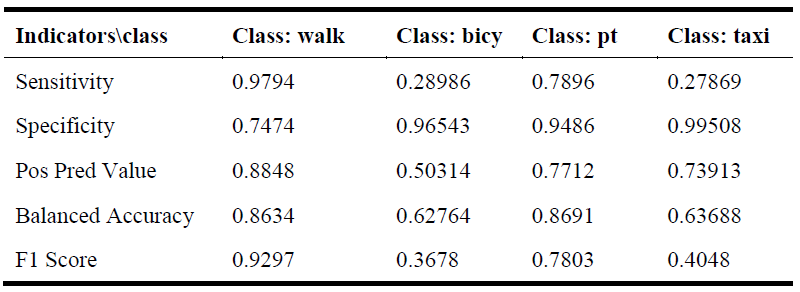 Indicators\class Class: walk Class: bicy Class: pt Class: taxi
Sensitivity 0.9794 0.28986 0.7896 0.27869
Specificity 0.7474 0.96543 0.9486 0.99508
Pos Pred Value 0.8848 0.50314 0.7712 0.73913
Balanced Accuracy 0.8634 0.62764 0.8691 0.63688
F1 Score 0.9297 0.3678 0.7803 0.4048